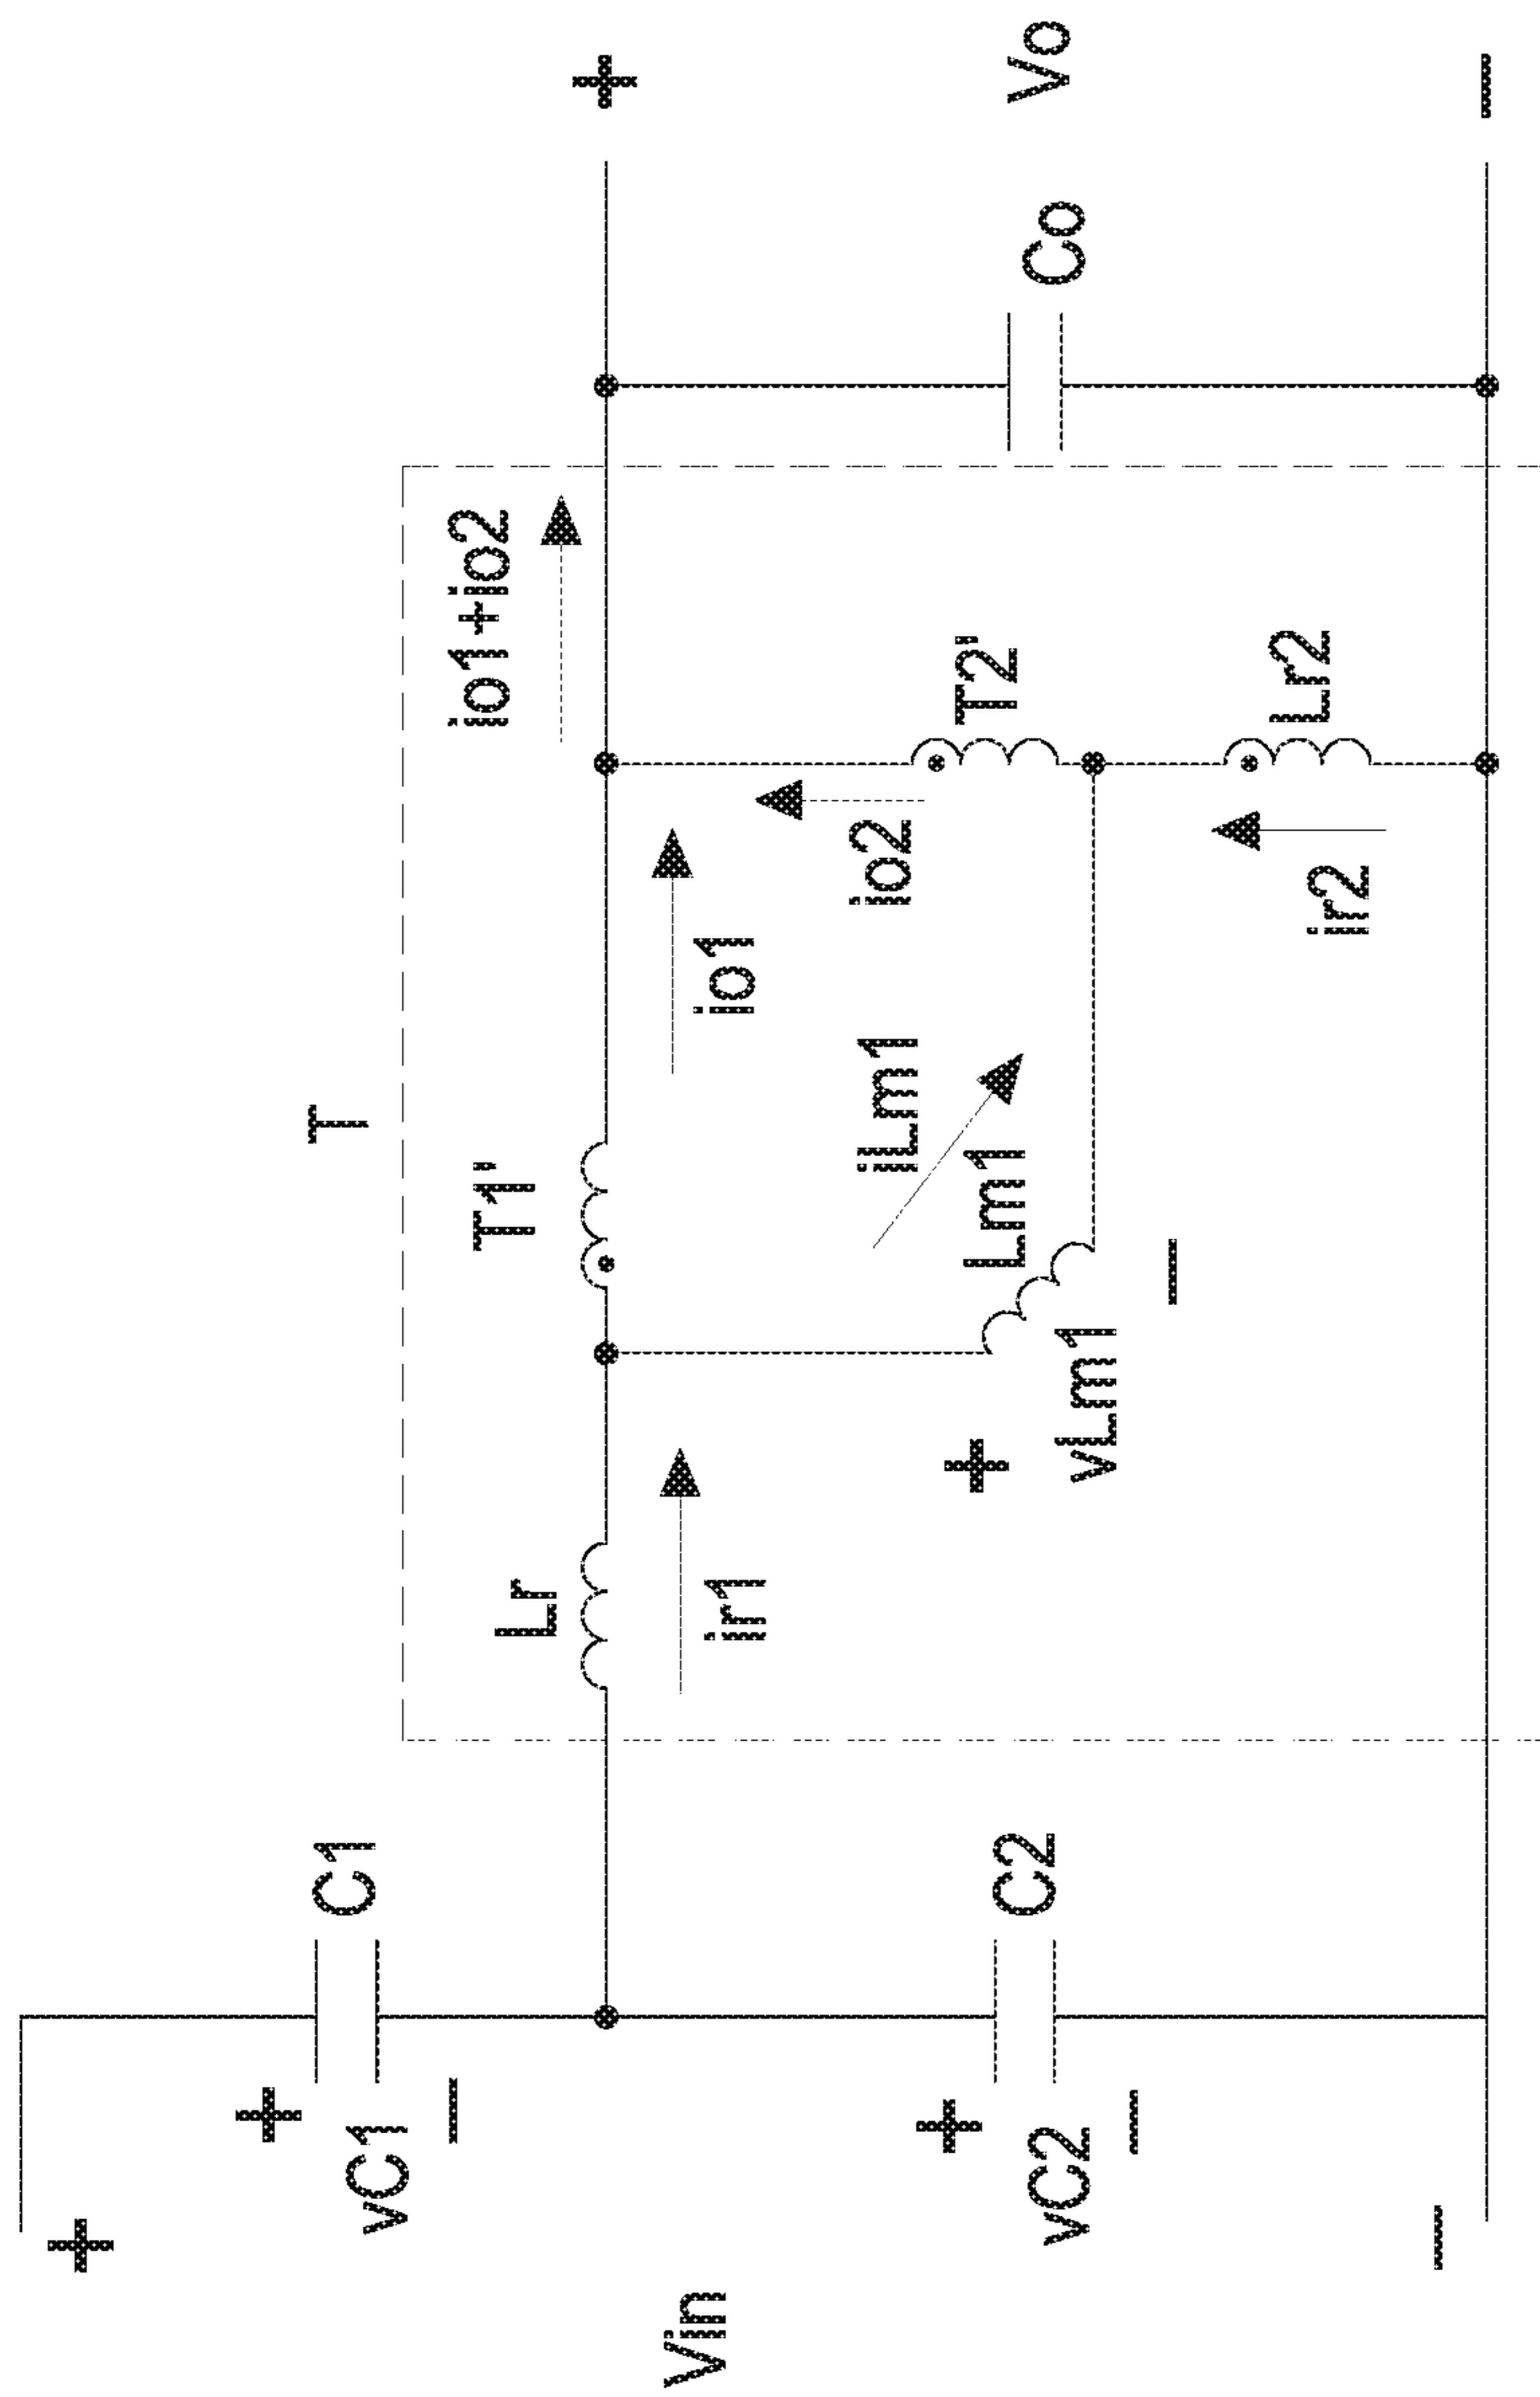 Vin
+
−
+
vC1
−
C1
+
vC2
−
C2
T
Lr
ir1
T1'
+
vLm1
−
Lm1
iLm1
io1
io2
io1+io2
T2'
ir2
Lr2
Co
+
Vo
−